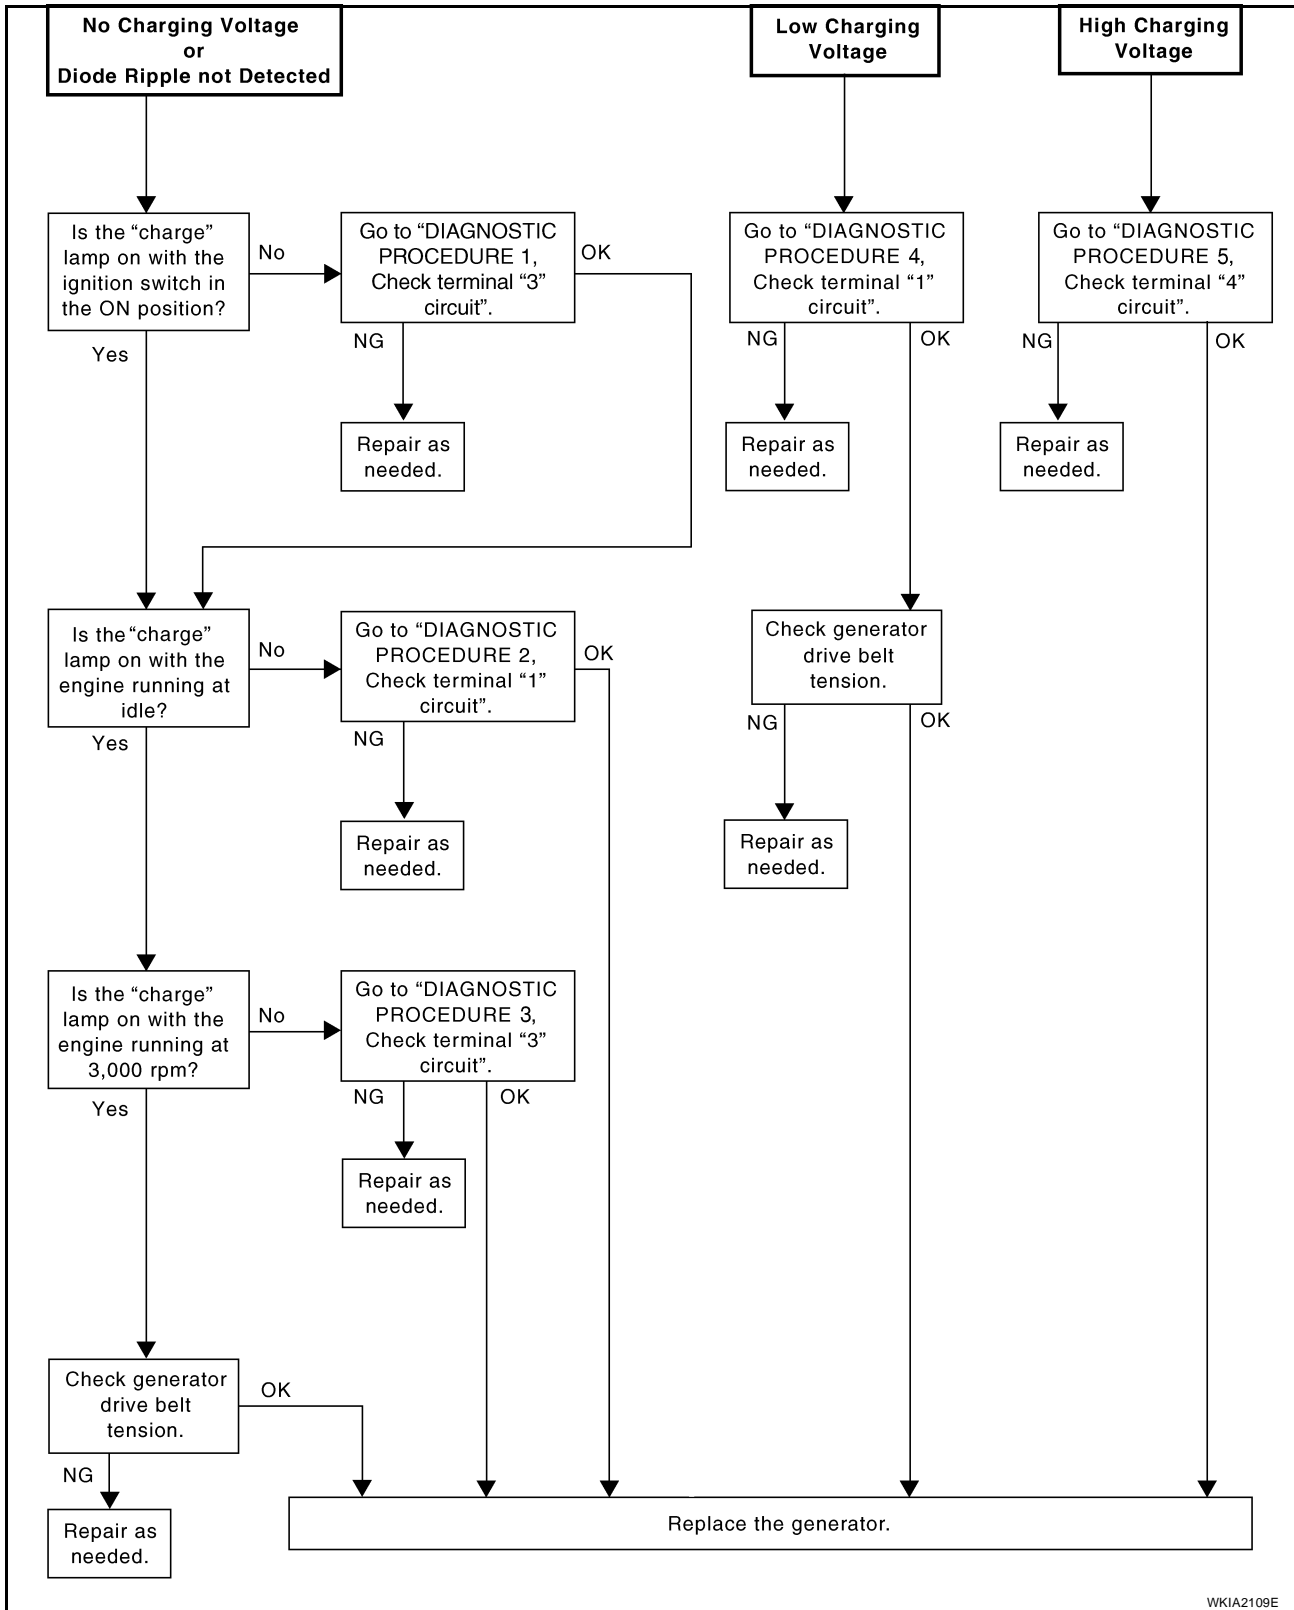 No Charging Voltage
or
Diode Ripple not Detected
Low Charging
Voltage
High Charging
Voltage
Is the “charge”
lamp on with the
ignition switch in
the ON position?
No
Yes
Go to “DIAGNOSTIC
PROCEDURE 1,
Check terminal “3”
circuit”.
OK
NG
Repair as
needed.
Go to “DIAGNOSTIC
PROCEDURE 4,
Check terminal “1”
circuit”.
NG
OK
Repair as
needed.
Go to “DIAGNOSTIC
PROCEDURE 5,
Check terminal “4”
circuit”.
NG
OK
Repair as
needed.
Is the “charge”
lamp on with the
engine running at
idle?
No
Yes
Go to “DIAGNOSTIC
PROCEDURE 2,
Check terminal “1”
circuit”.
OK
NG
Repair as
needed.
Check generator
drive belt
tension.
NG
OK
Repair as
needed.
Is the “charge”
lamp on with the
engine running at
3,000 rpm?
No
Yes
Go to “DIAGNOSTIC
PROCEDURE 3,
Check terminal “3”
circuit”.
NG
OK
Repair as
needed.
Check generator
drive belt
tension.
OK
NG
Repair as
needed.
Replace the generator.
WKIA2109E